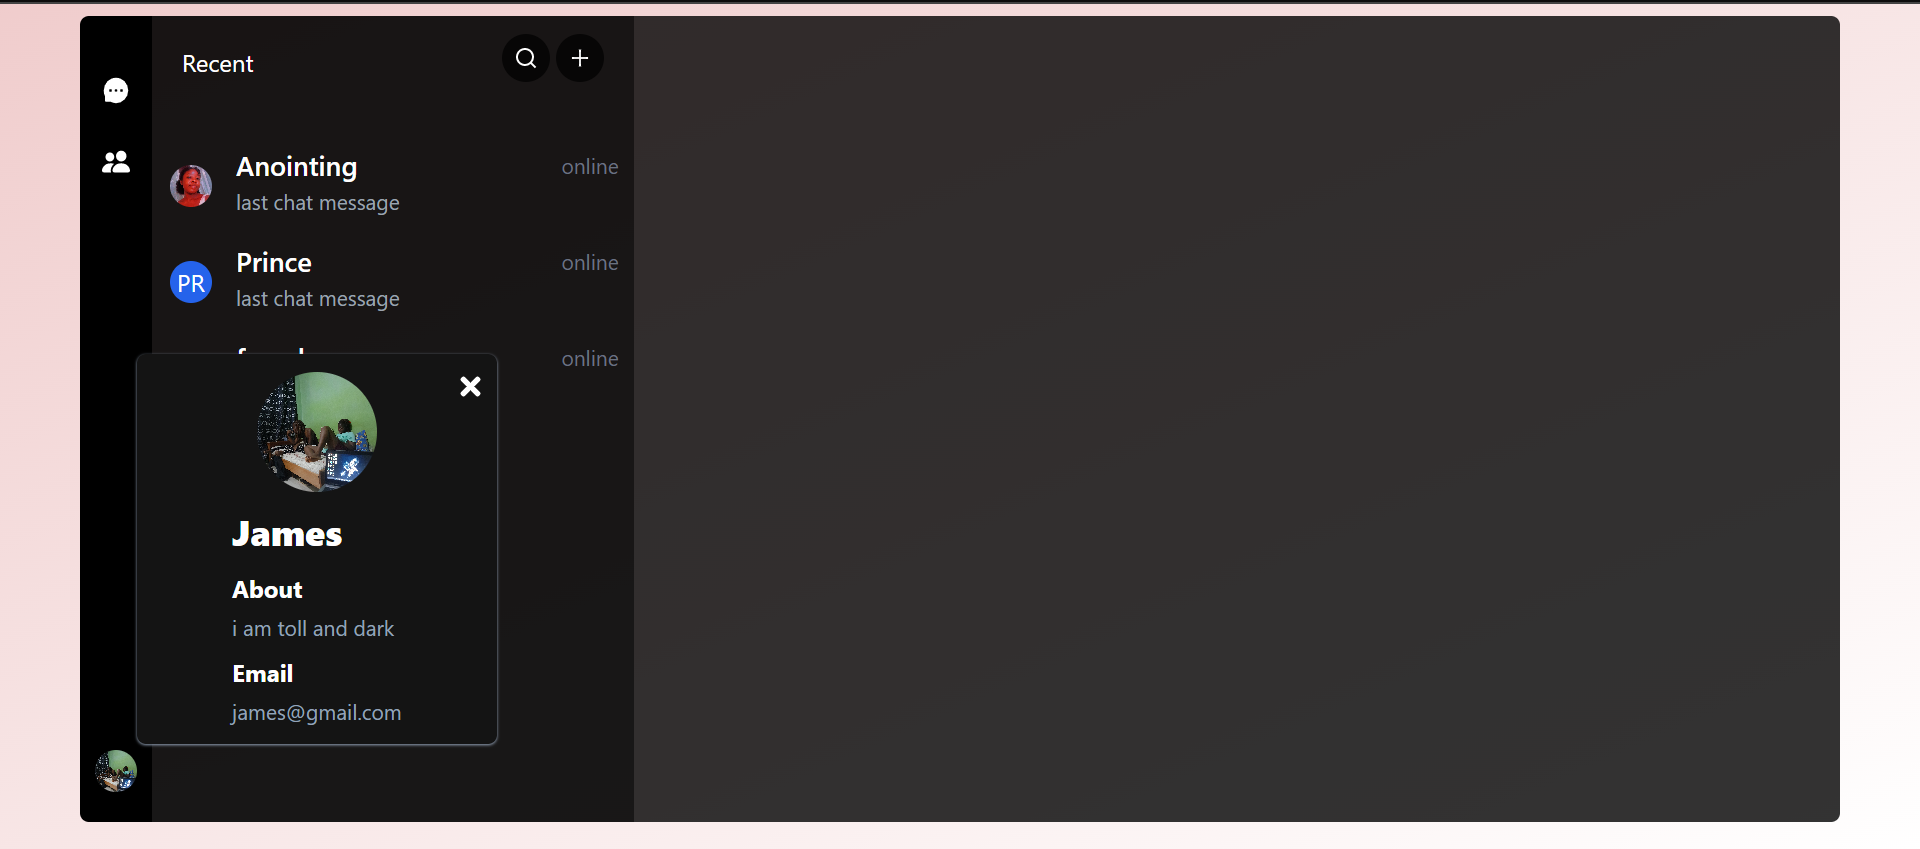 Recent
Anointing
online
last chat message
PR
Prince
online
last chat message
online
James
About
i am toll and dark
Email
james@gmail.com